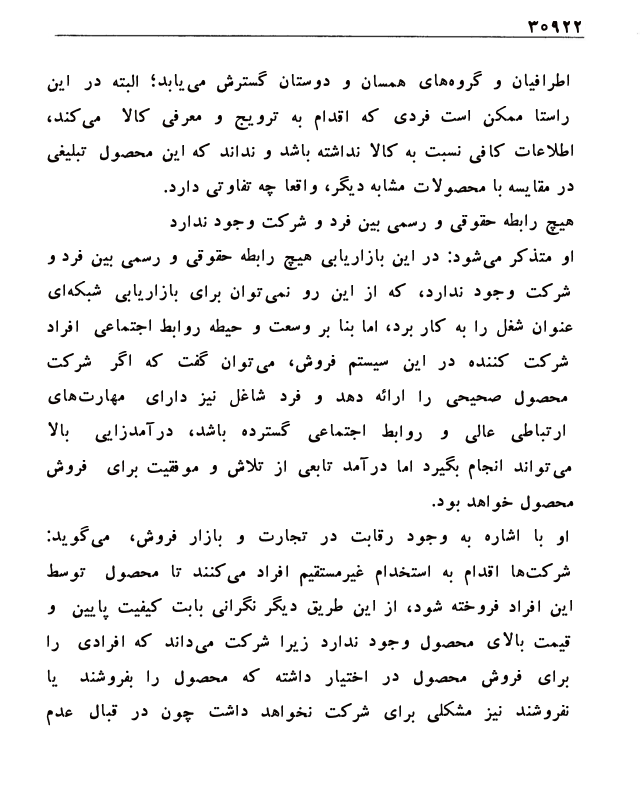 ۳۰۹۲۲
اطرافیان و گروه‌های همسان و دوستان گسترش می‌یابد؛ البته در این
راستا ممکن است فردی که اقدام به ترویج و معرفی کالا می‌کند،
اطلاعات کافی نسبت به کالا نداشته باشد و نداند که این محصول تبلیغی
در مقایسه با محصولات مشابه دیگر، واقعا چه تفاوتی دارد.
هیچ رابطه حقوقی و رسمی بین فرد و شرکت وجود ندارد
او متذکر می‌شود: در این بازاریابی هیچ رابطه حقوقی و رسمی بین فرد و
شرکت وجود ندارد، که از این رو نمی‌توان برای بازاریابی شبکه‌ای
عنوان شغل را به کار برد، اما بنا بر وسعت و حیطه روابط اجتماعی افراد
شرکت کننده در این سیستم فروش، می‌توان گفت که اگر شرکت
محصول صحیحی را ارائه دهد و فرد شاغل نیز دارای مهارت‌های
ارتباطی عالی و روابط اجتماعی گسترده باشد، درآمدزایی بالا
می‌تواند انجام بگیرد اما درآمد تابعی از تلاش و موفقیت برای فروش
محصول خواهد بود.
او با اشاره به وجود رقابت در تجارت و بازار فروش، می‌گوید:
شرکت‌ها اقدام به استخدام غیرمستقیم افراد می‌کنند تا محصول توسط
این افراد فروخته شود، از این طریق دیگر نگرانی بابت کیفیت پایین و
قیمت بالای محصول وجود ندارد زیرا شرکت می‌داند که افرادی را
برای فروش محصول در اختیار داشته که محصول را بفروشند یا
نفروشند نیز مشکلی برای شرکت نخواهد داشت چون در قبال عدم